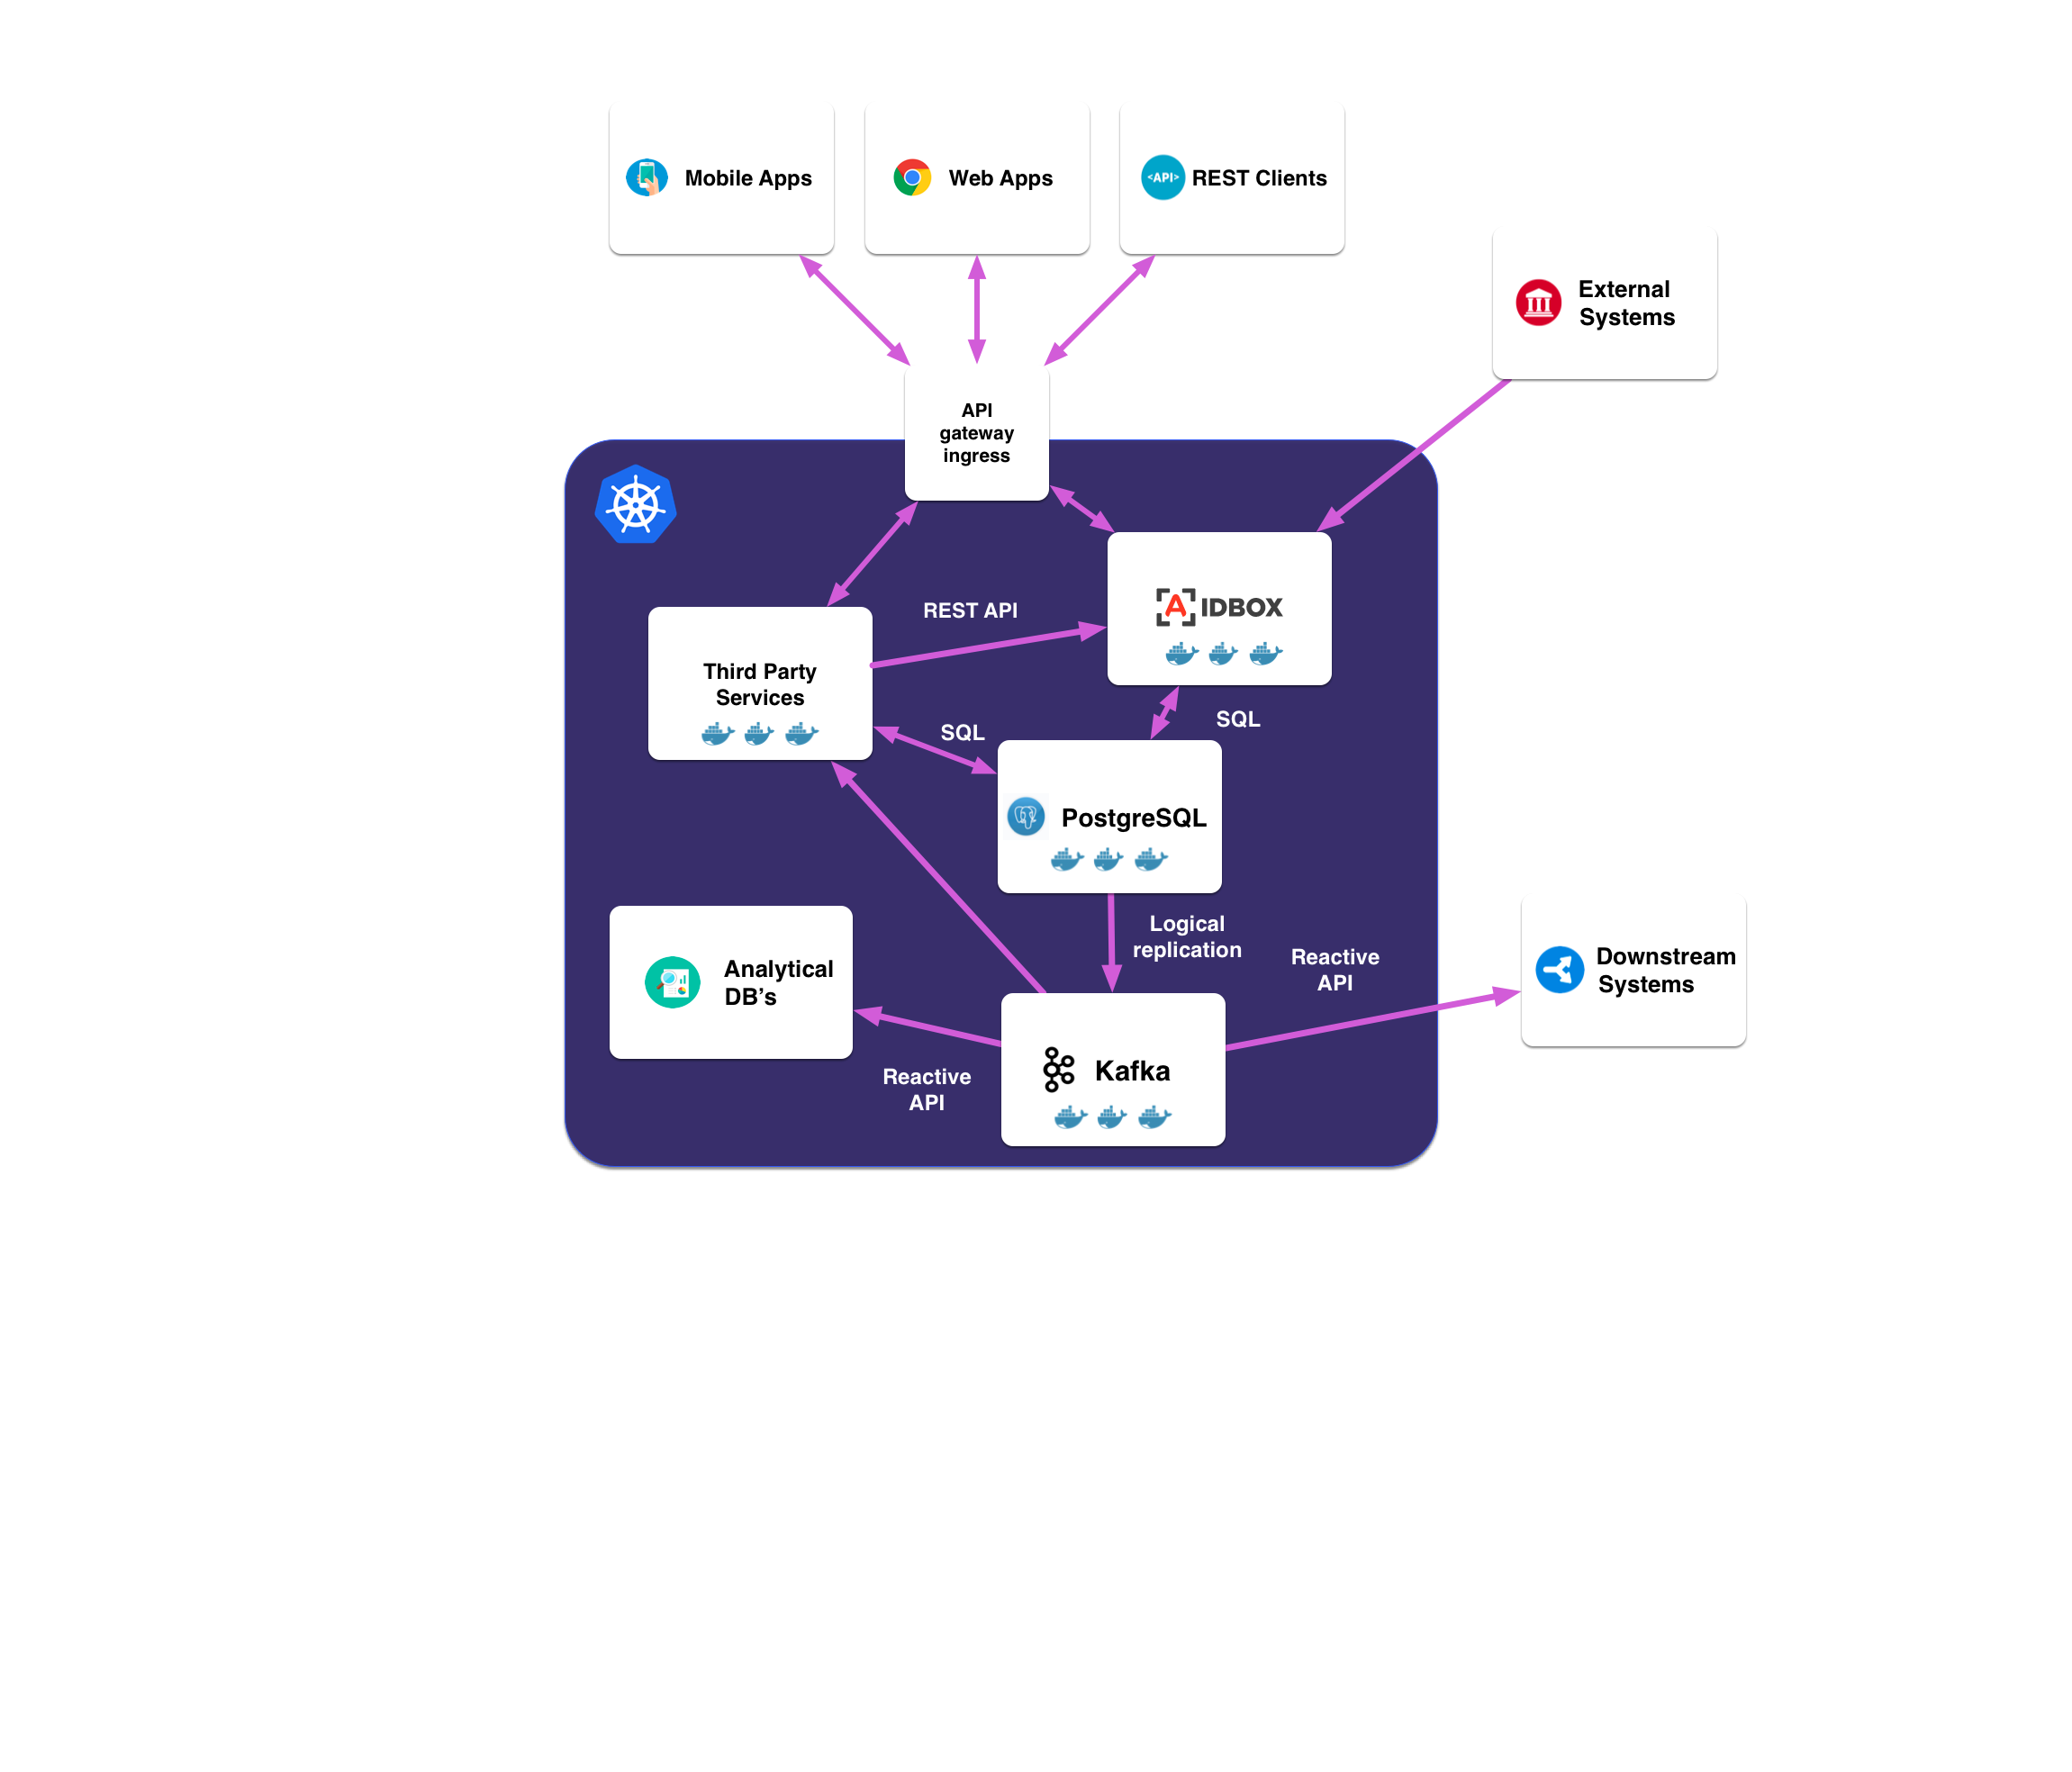 Mobile Apps
Web Apps
<API>
REST Clients
External
Systems
API
gateway
ingress
REST API
AIDBOX
Third Party
Services
SQL
SQL
PostgreSQL
Logical
replication
Reactive
API
Downstream
Systems
Analytical
DB’s
Reactive
API
Kafka